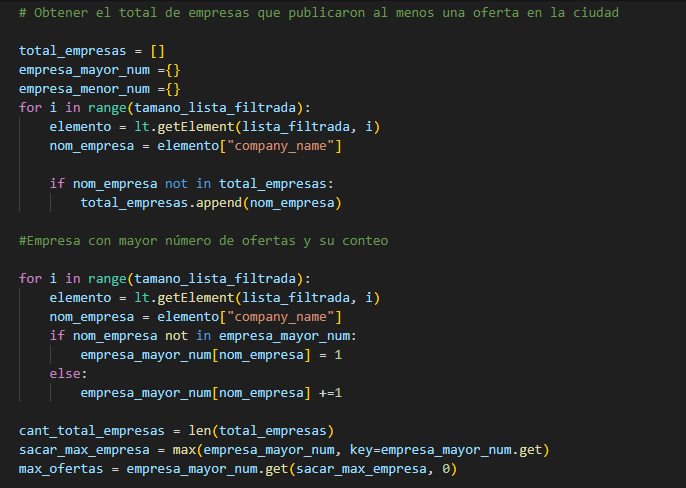 # Obtener el total de empresas que publicaron al menos una oferta en la ciudad
total_empresas = []
empresa_mayor_num ={}
empresa_menor_num ={}
for i in range(tamano_lista_filtrada):
    elemento = lt.getElement(lista_filtrada, i)
    nom_empresa = elemento["company_name"]
    if nom_empresa not in total_empresas:
        total_empresas.append(nom_empresa)
#Empresa con mayor número de ofertas y su conteo
for i in range(tamano_lista_filtrada):
    elemento = lt.getElement(lista_filtrada, i)
    nom_empresa = elemento["company_name"]
    if nom_empresa not in empresa_mayor_num:
        empresa_mayor_num[nom_empresa] = 1
    else:
        empresa_mayor_num[nom_empresa] +=1
cant_total_empresas = len(total_empresas)
sacar_max_empresa = max(empresa_mayor_num, key=empresa_mayor_num.get)
max_ofertas = empresa_mayor_num.get(sacar_max_empresa, 0)